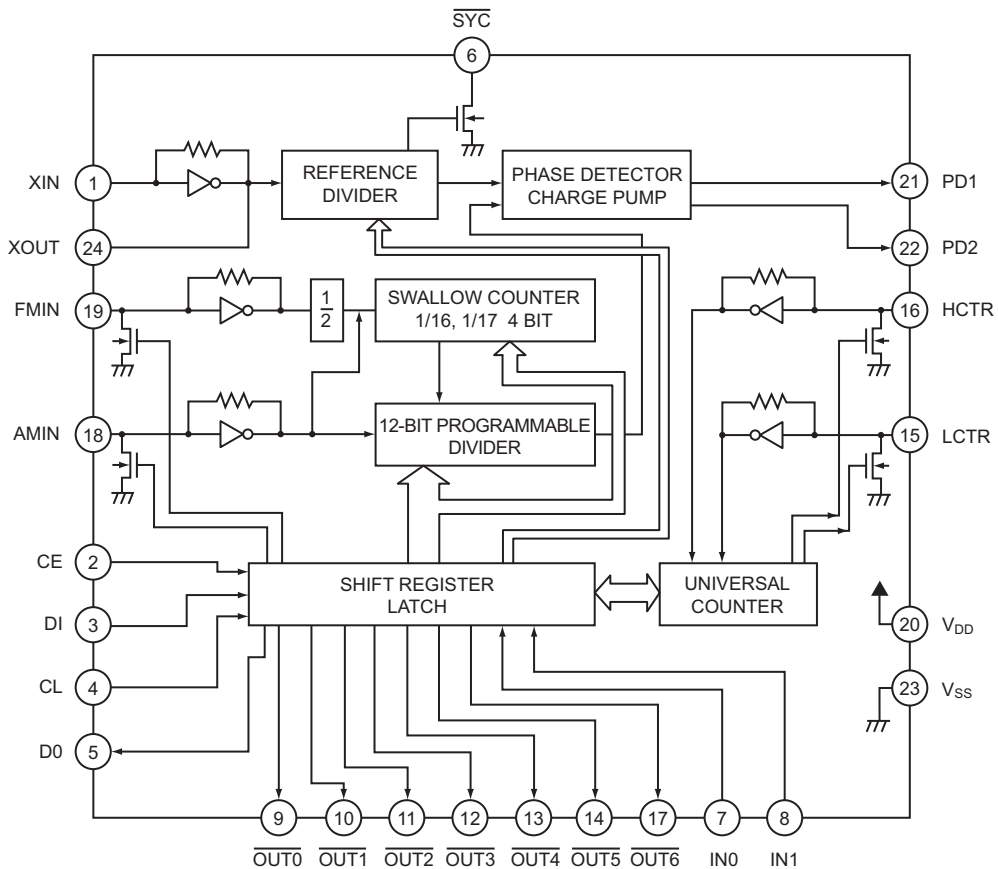 SYC
6
XIN
1
REFERENCE
DIVIDER
PHASE DETECTOR
CHARGE PUMP
21
PD1
XOUT
24
22
PD2
FMIN
19
1
2
SWALLOW COUNTER
1/16, 1/17 4 BIT
16
HCTR
AMIN
18
12-BIT PROGRAMMABLE
DIVIDER
15
LCTR
CE
2
SHIFT REGISTER
LATCH
UNIVERSAL
COUNTER
DI
3
20
VDD
CL
4
23
VSS
D0
5
9
10
11
12
13
14
17
7
8
OUT0
OUT1
OUT2
OUT3
OUT4
OUT5
OUT6
IN0
IN1